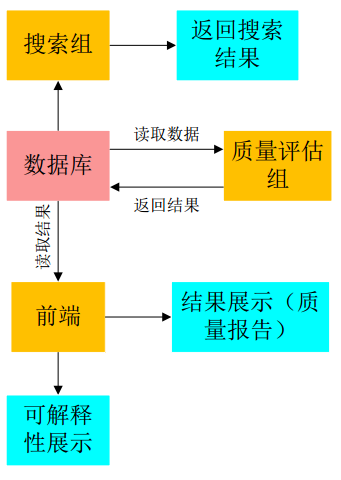 搜索组
返回搜索
结果
数据库
读取数据
返回结果
质量评估
组
读取结果
前端
结果展示（质
量报告）
可解释
性展示